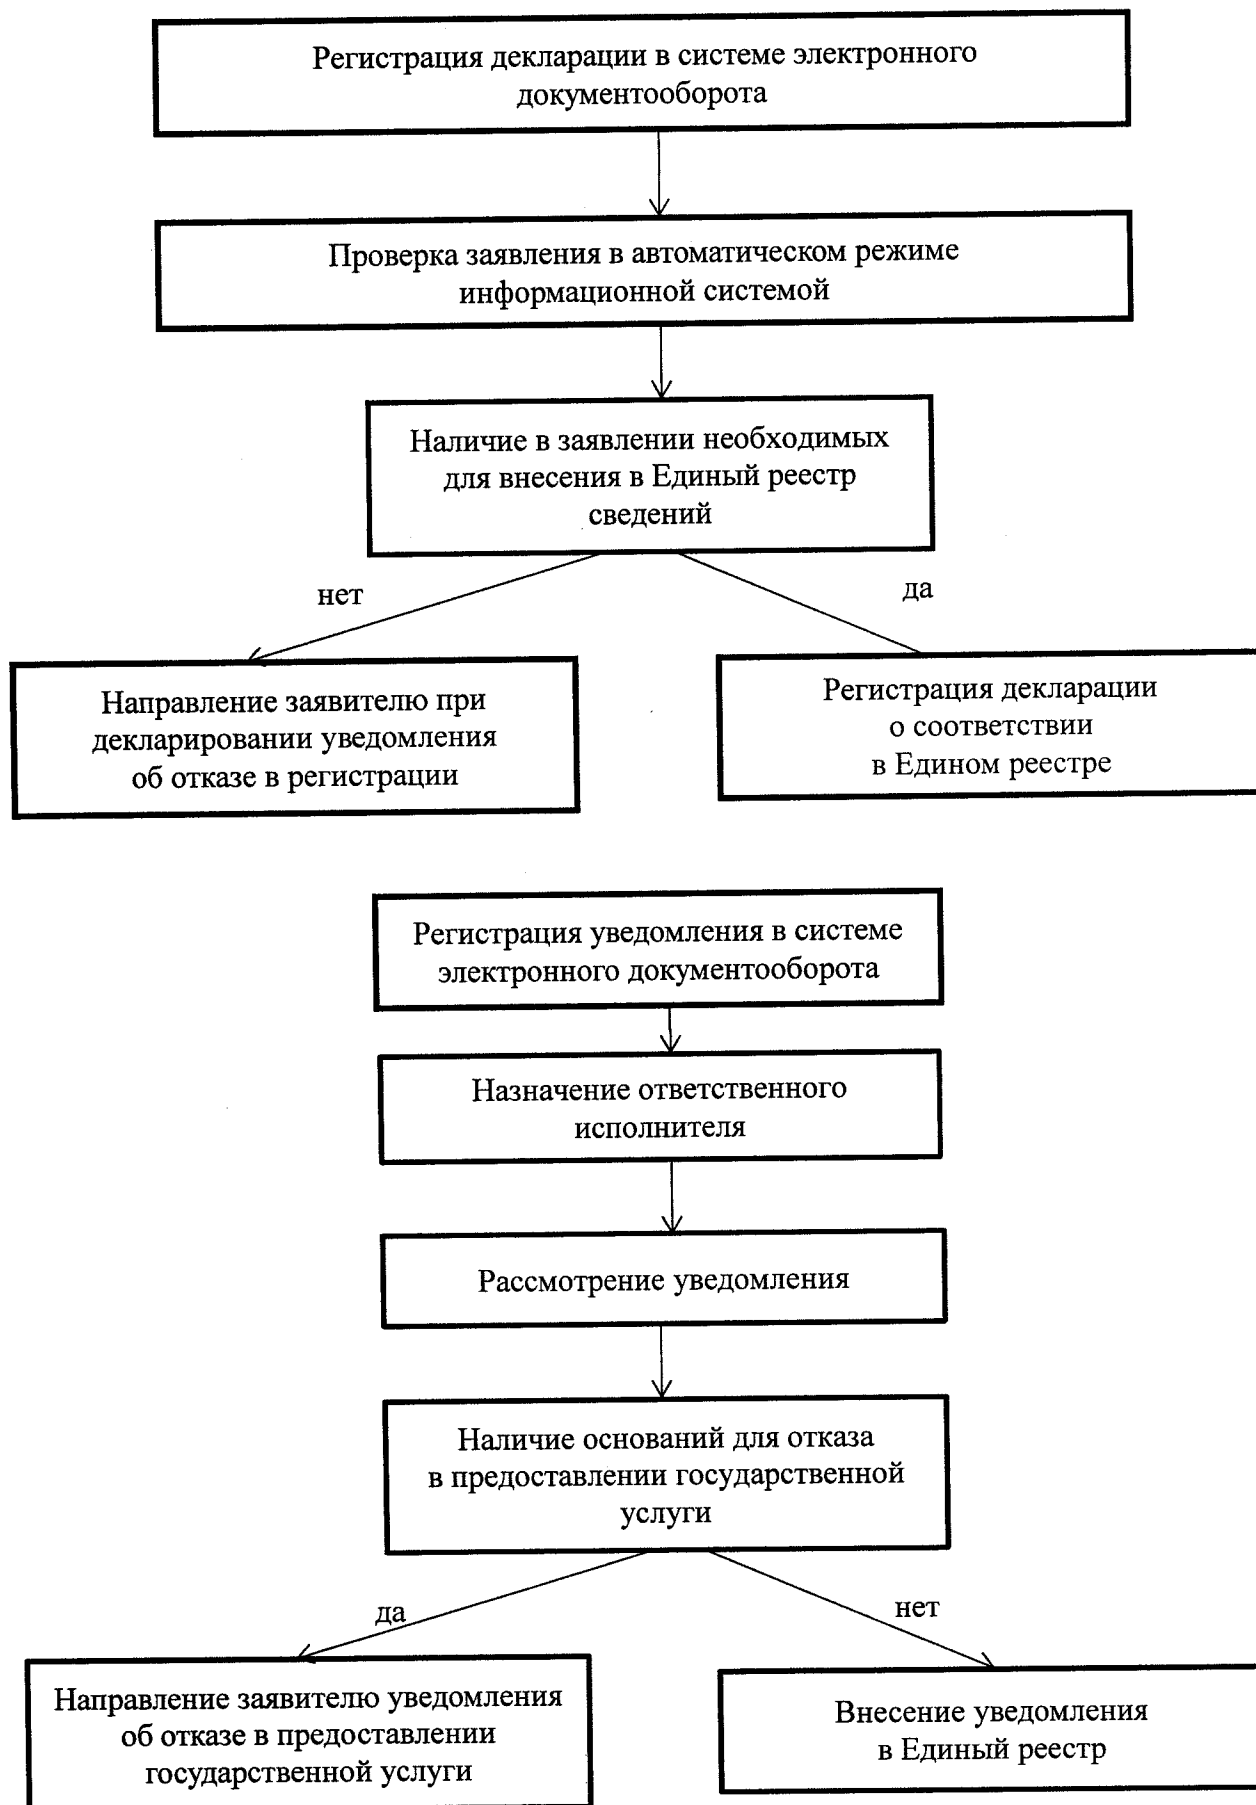 Регистрация декларации в системе электронного
документооборота
Проверка заявления в автоматическом режиме
информационной системой
Наличие в заявлении необходимых
для внесения в Единый реестр
сведений
нет
да
Направление заявителю при
декларировании уведомления
об отказе в регистрации
Регистрация декларации
о соответствии
в Едином реестре
Регистрация уведомления в системе
электронного документооборота
Назначение ответственного
исполнителя
Рассмотрение уведомления
Наличие оснований для отказа
в предоставлении государственной
услуги
да
нет
Направление заявителю уведомления
об отказе в предоставлении
государственной услуги
Внесение уведомления
в Единый реестр